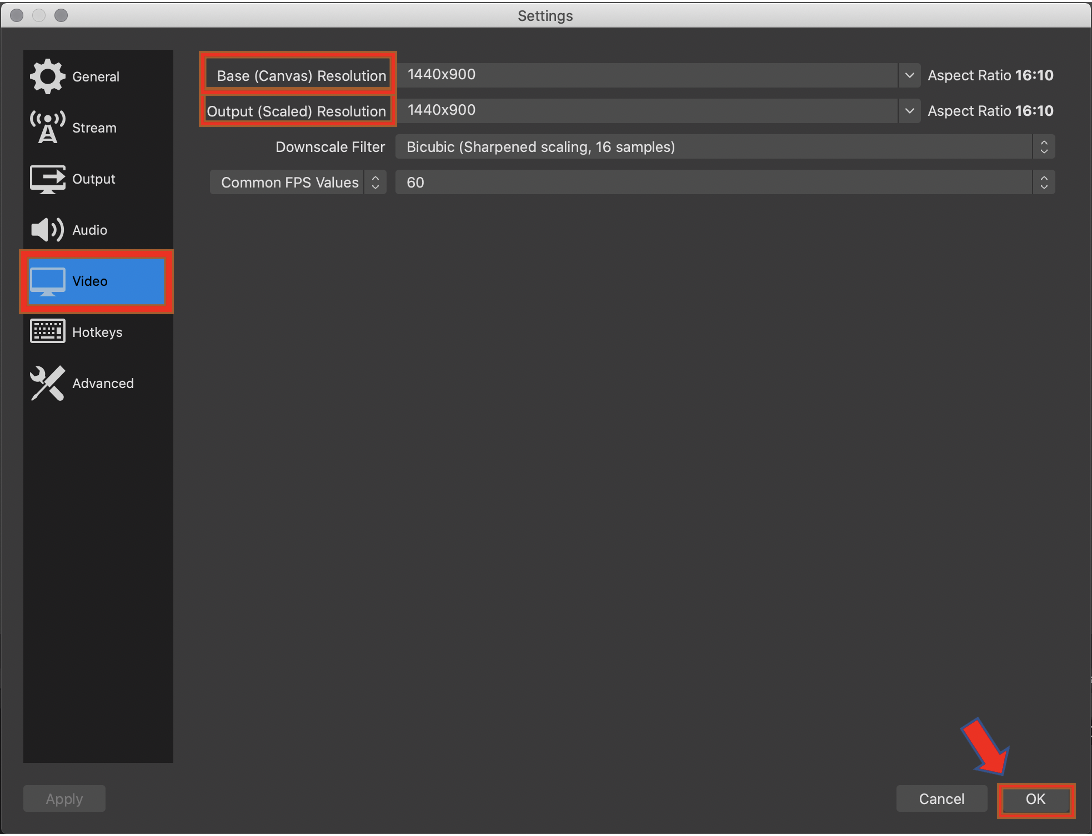 Settings
General
Stream
Output
Audio
Video
Hotkeys
Advanced
Base (Canvas) Resolution 1440x900 Aspect Ratio 16:10
Output (Scaled) Resolution 1440x900 Aspect Ratio 16:10
Downscale Filter Bicubic (Sharpened scaling, 16 samples)
Common FPS Values 60
Apply Cancel OK